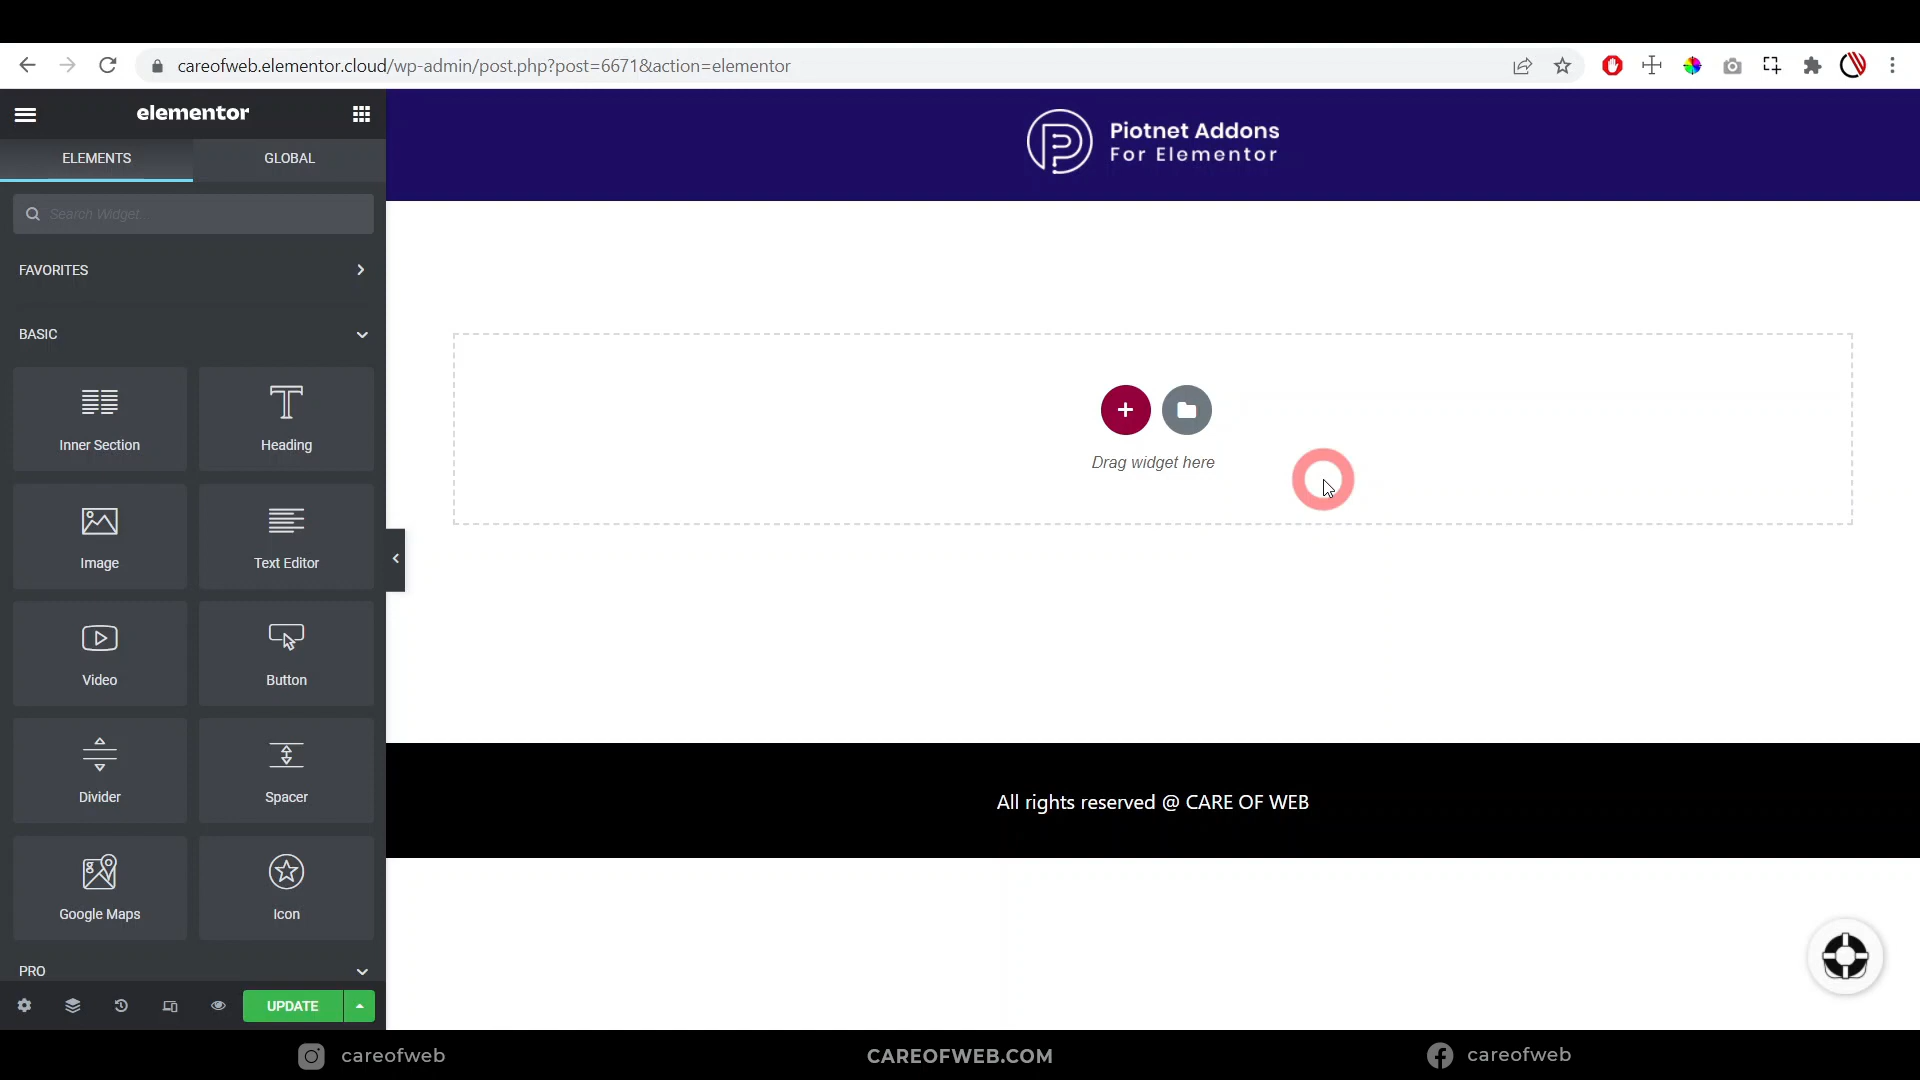 careofweb.elementor.cloud/wp-admin/post.php?post=6671&action=elementor
elementor
ELEMENTS
GLOBAL
Search Widget...
FAVORITES
BASIC
Inner Section
Heading
Image
Text Editor
Video
Button
Divider
Spacer
Google Maps
Icon
PRO
UPDATE
Piotnet Addons
For Elementor
Drag widget here
All rights reserved @ CARE OF WEB
careofweb
CAREOFWEB.COM
careofweb